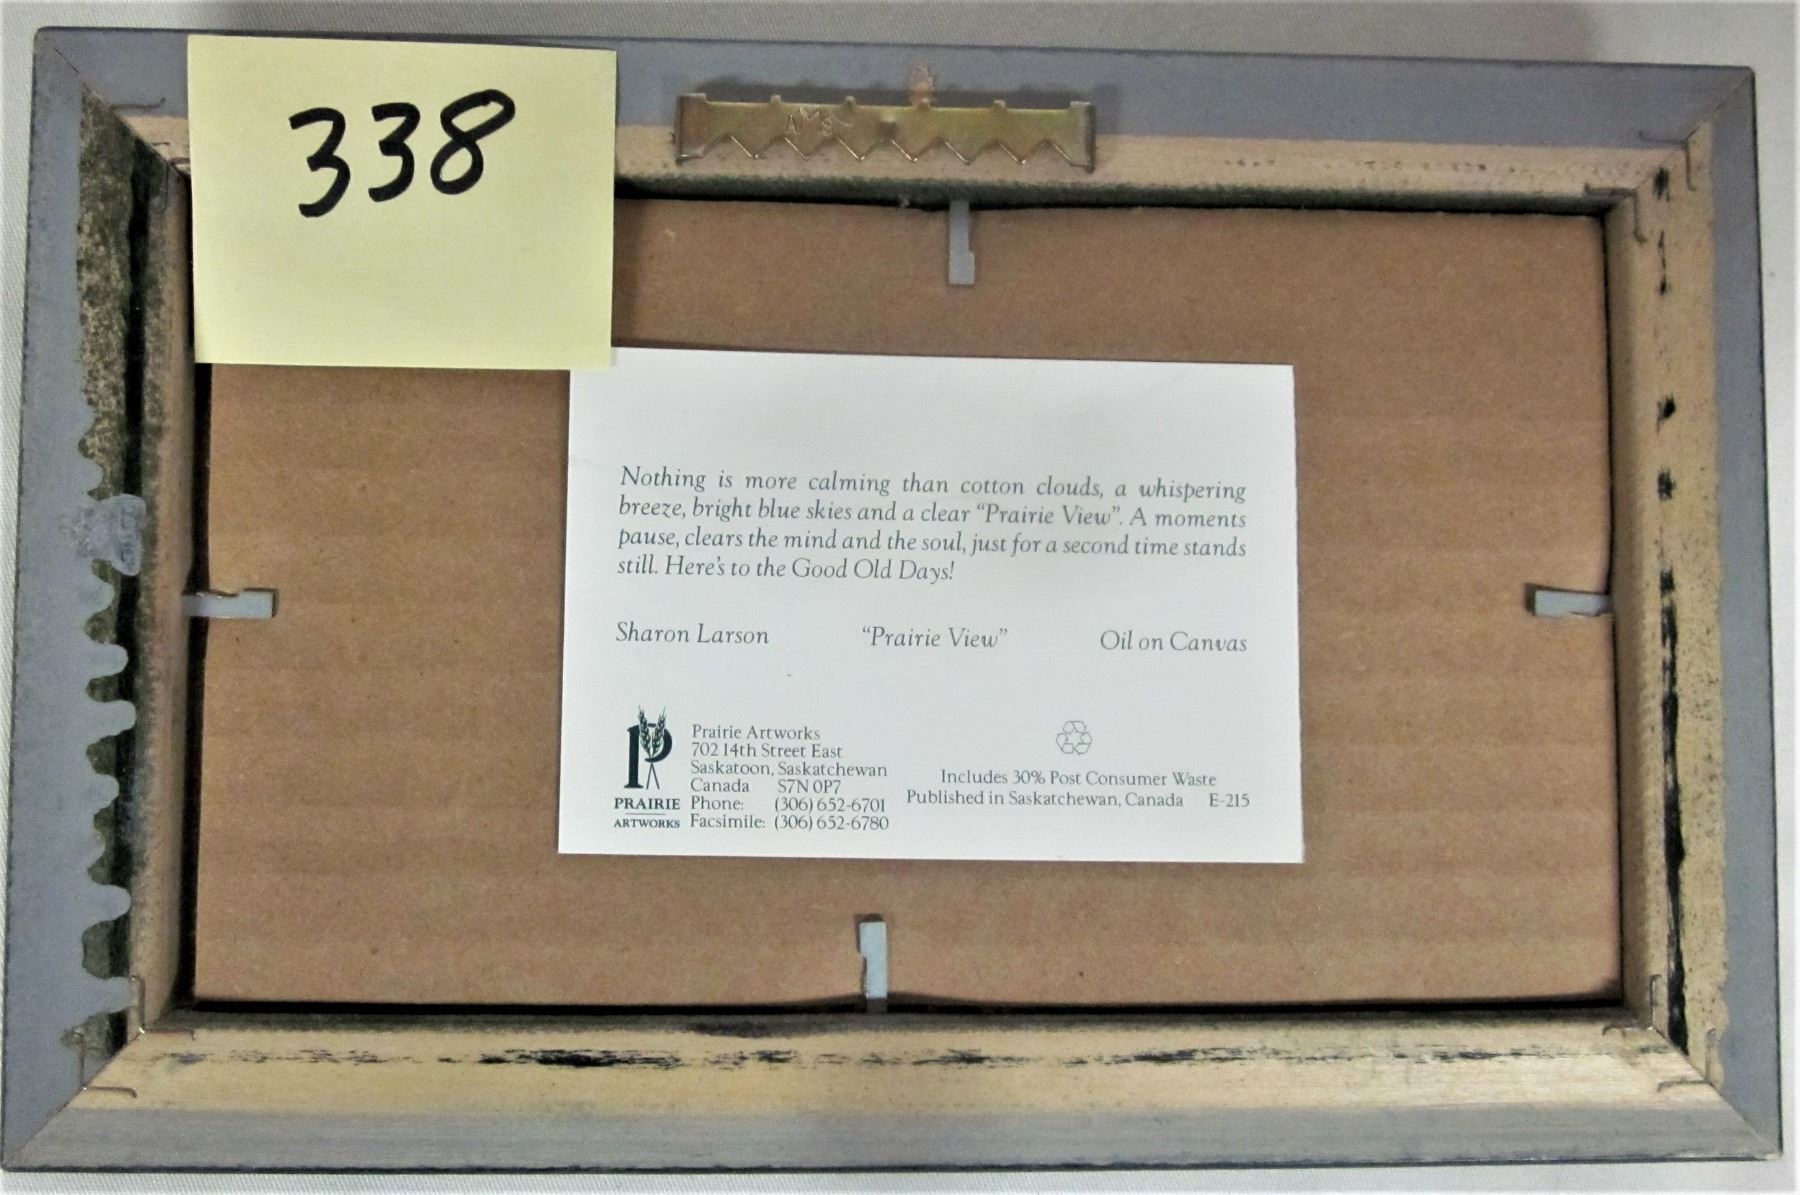 338
Nothing is more calming than cotton clouds, a whispering
breeze, bright blue skies and a clear “Prairie View”. A moments
pause, clears the mind and the soul, just for a second time stands
still. Here's to the Good Old Days!
Sharon Larson “Prairie View” Oil on Canvas
PRAIRIE
ARTWORKS
Prairie Artworks
702 14th Street East
Saskatoon, Saskatchewan
Canada S7N 0P7
Phone: (306) 652-6701
Facsimile: (306) 652-6780
Includes 30% Post Consumer Waste
Published in Saskatchewan, Canada E-215